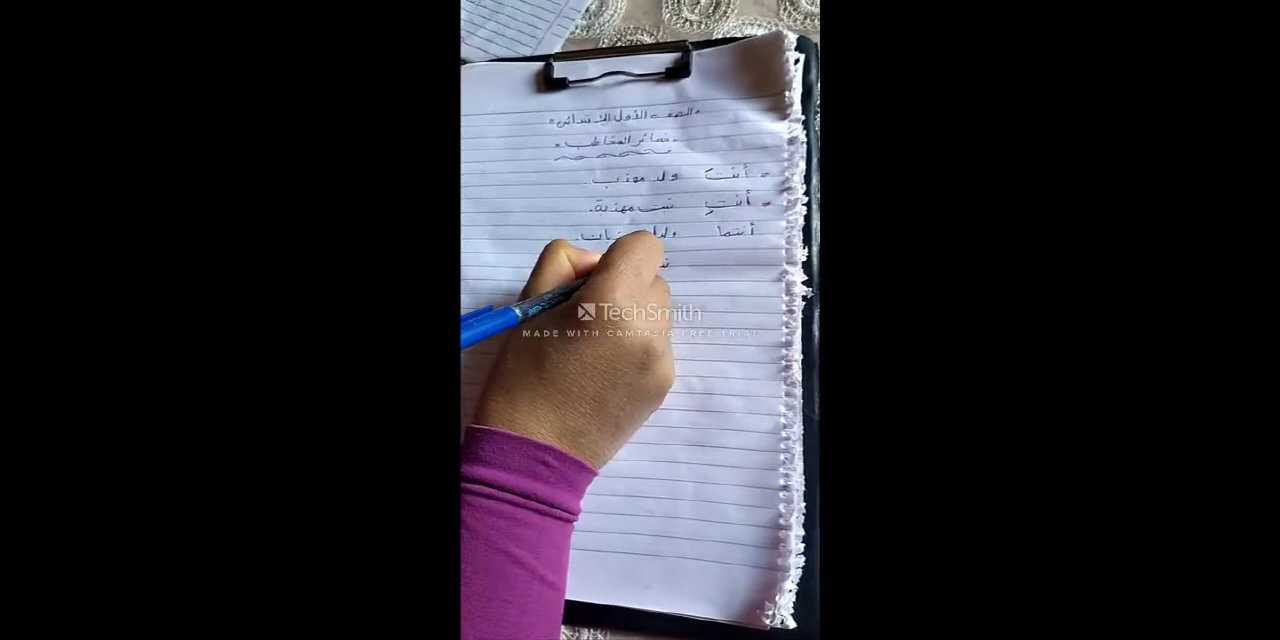 "الصف الأول الابتدائي"
"ضمائر المخاطب"
أنتَ ولد مهذب.
أنتِ بنت مهذبة.
أنتما
TechSmith
MADE WITH CAMTASIA FREE TRIAL